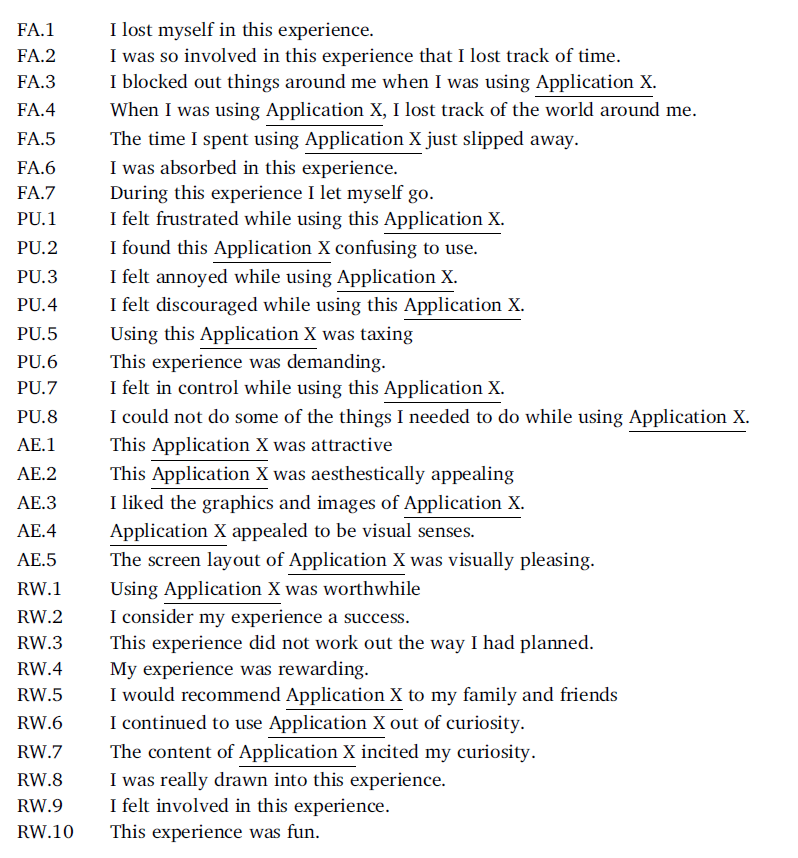 FA.1 I lost myself in this experience.
FA.2 I was so involved in this experience that I lost track of time.
FA.3 I blocked out things around me when I was using Application X.
FA.4 When I was using Application X, I lost track of the world around me.
FA.5 The time I spent using Application X just slipped away.
FA.6 I was absorbed in this experience.
FA.7 During this experience I let myself go.
PU.1 I felt frustrated while using this Application X.
PU.2 I found this Application X confusing to use.
PU.3 I felt annoyed while using Application X.
PU.4 I felt discouraged while using this Application X.
PU.5 Using this Application X was taxing
PU.6 This experience was demanding.
PU.7 I felt in control while using this Application X.
PU.8 I could not do some of the things I needed to do while using Application X.
AE.1 This Application X was attractive
AE.2 This Application X was aesthestically appealing
AE.3 I liked the graphics and images of Application X.
AE.4 Application X appealed to be visual senses.
AE.5 The screen layout of Application X was visually pleasing.
RW.1 Using Application X was worthwhile
RW.2 I consider my experience a success.
RW.3 This experience did not work out the way I had planned.
RW.4 My experience was rewarding.
RW.5 I would recommend Application X to my family and friends
RW.6 I continued to use Application X out of curiosity.
RW.7 The content of Application X incited my curiosity.
RW.8 I was really drawn into this experience.
RW.9 I felt involved in this experience.
RW.10 This experience was fun.